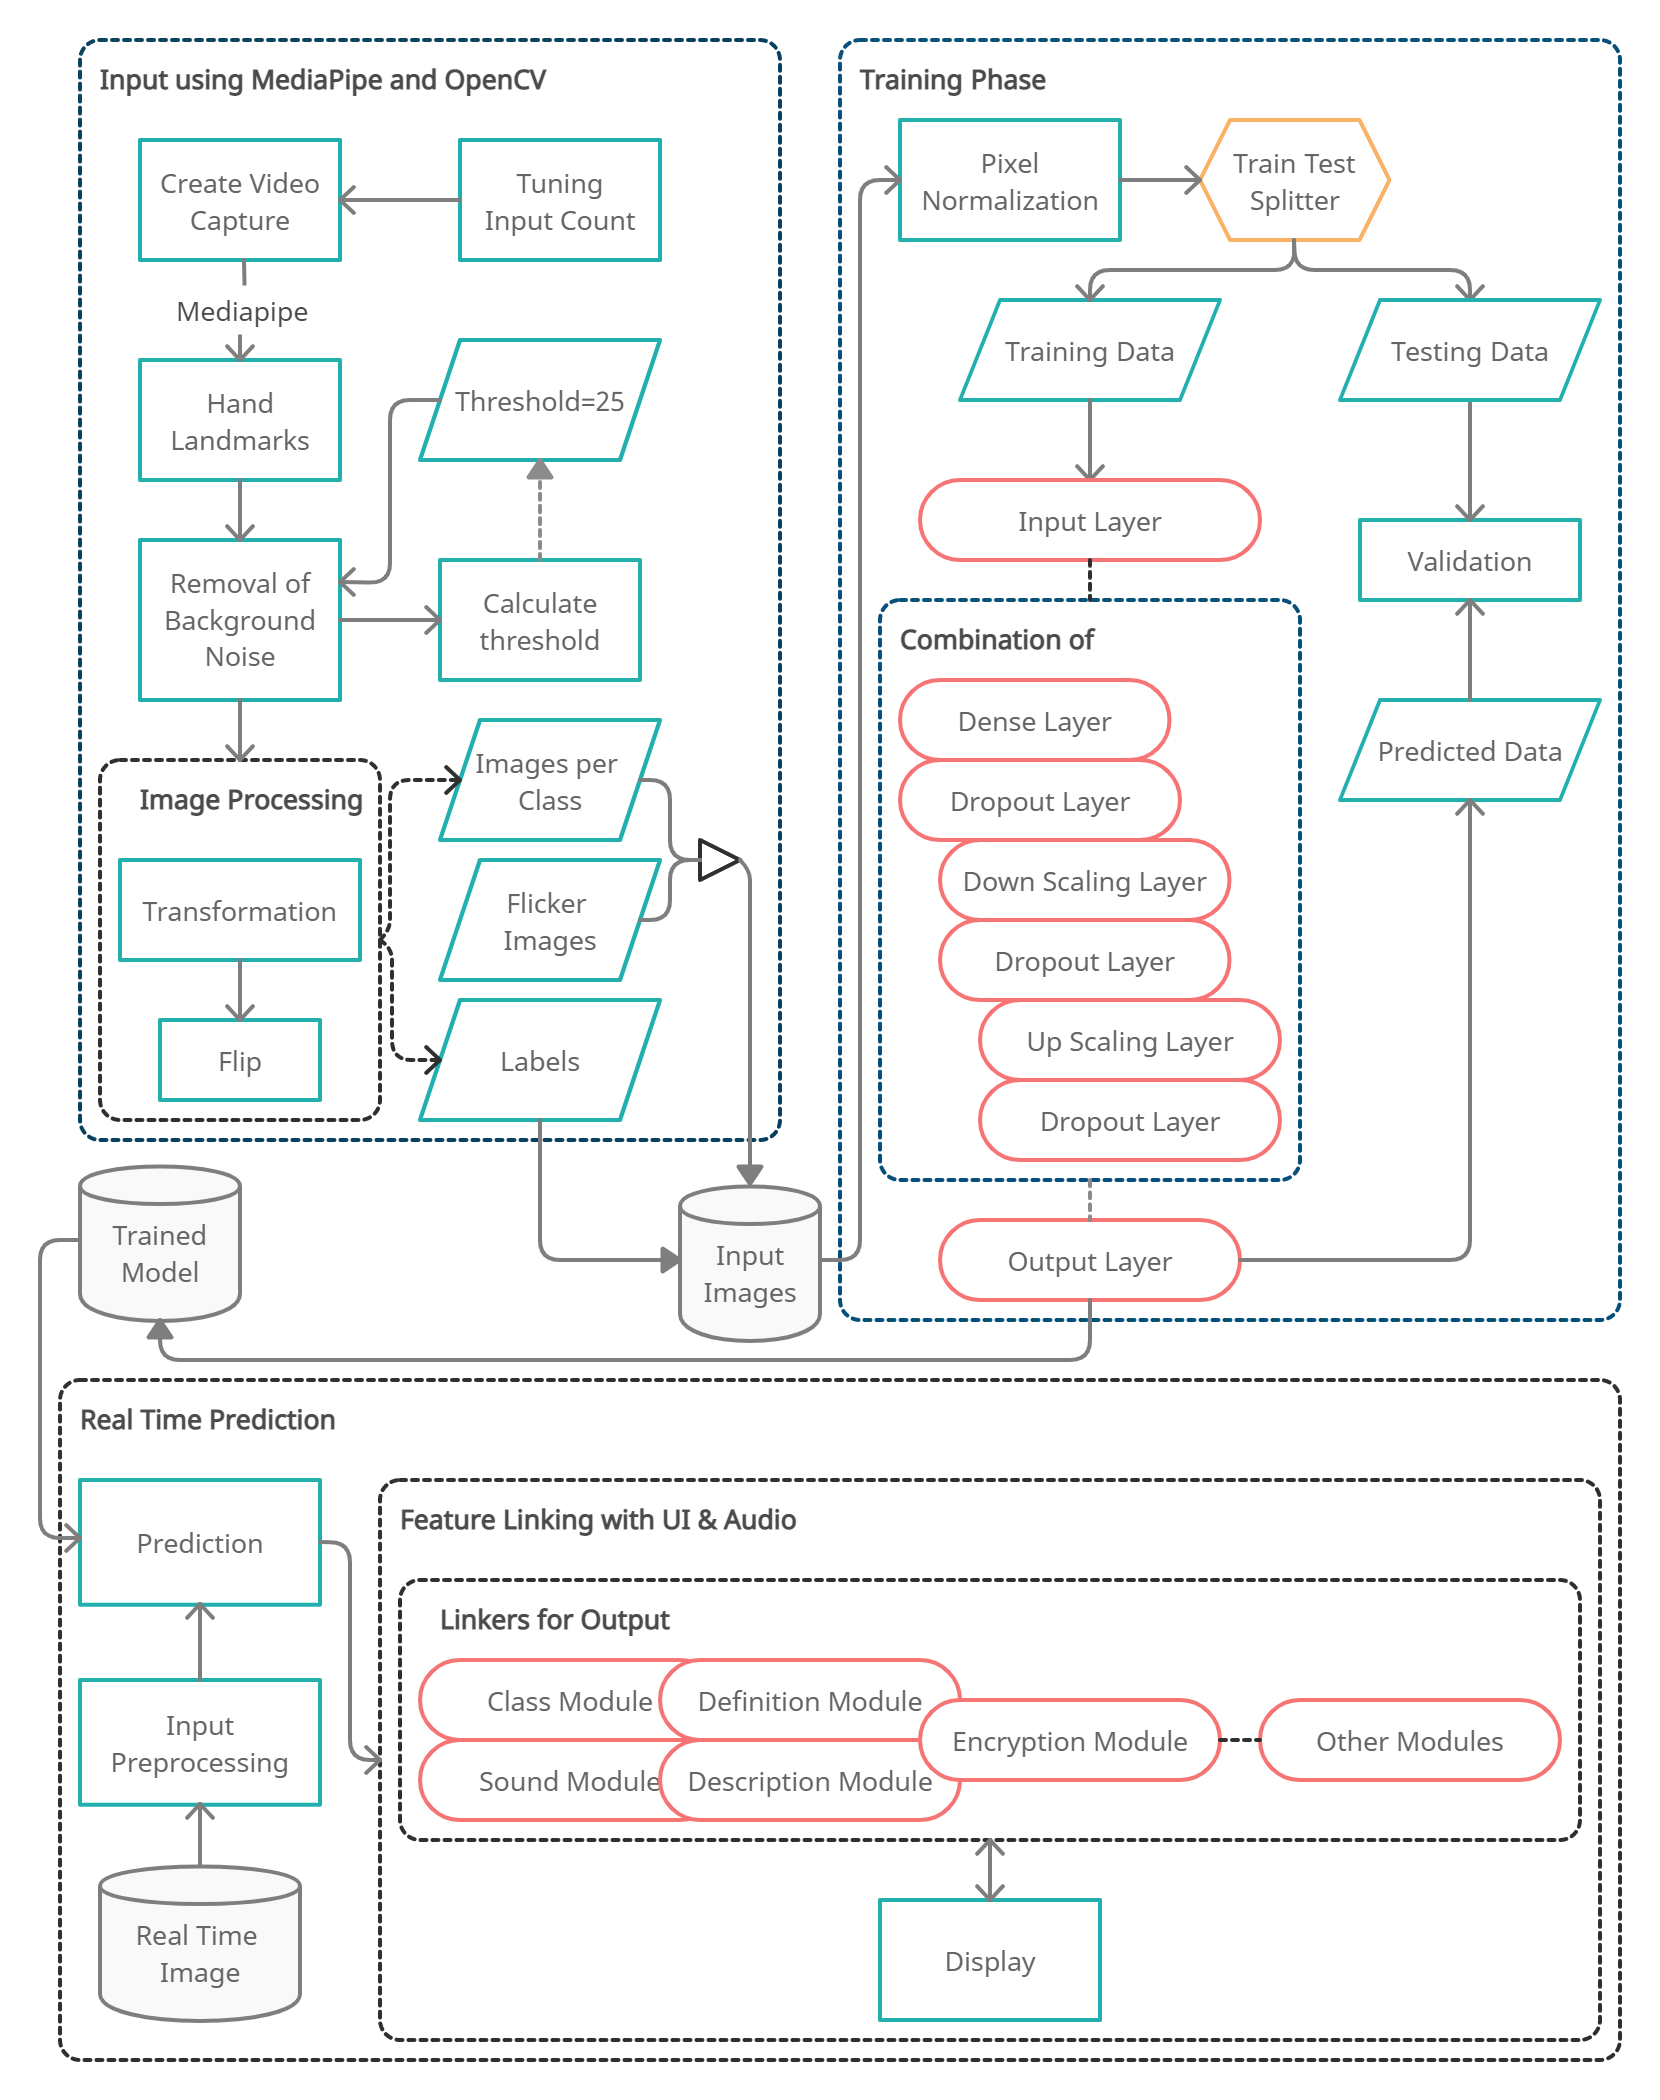 Input using MediaPipe and OpenCV
Create Video
Capture
Tuning
Input Count
Mediapipe
Hand
Landmarks
Threshold=25
Removal of
Background
Noise
Calculate
threshold
Image Processing
Transformation
Flip
Images per
Class
Flicker
Images
Labels
Trained
Model
Input
Images
Training Phase
Pixel
Normalization
Train Test
Splitter
Training Data
Testing Data
Input Layer
Validation
Combination of
Dense Layer
Dropout Layer
Down Scaling Layer
Dropout Layer
Up Scaling Layer
Dropout Layer
Predicted Data
Output Layer
Real Time Prediction
Prediction
Input
Preprocessing
Real Time
Image
Feature Linking with UI & Audio
Linkers for Output
Class Module
Definition Module
Sound Module
Description Module
Encryption Module
Other Modules
Display